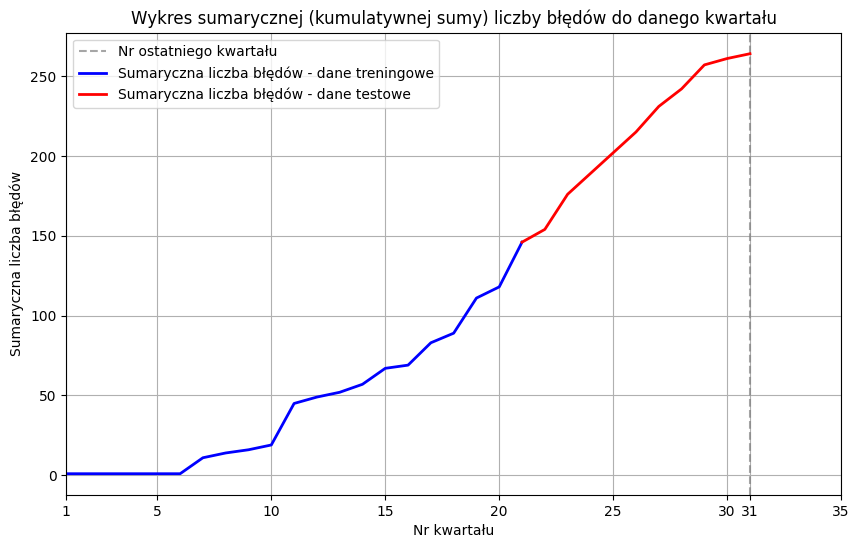 Wykres sumarycznej (kumulatywnej sumy) liczby błędów do danego kwartału
Nr ostatniego kwartału
Sumaryczna liczba błędów - dane treningowe
Sumaryczna liczba błędów - dane testowe
Sumaryczna liczba błędów
250
200
150
100
50
0
1 5 10 15 20 25 30 31 35
Nr kwartału